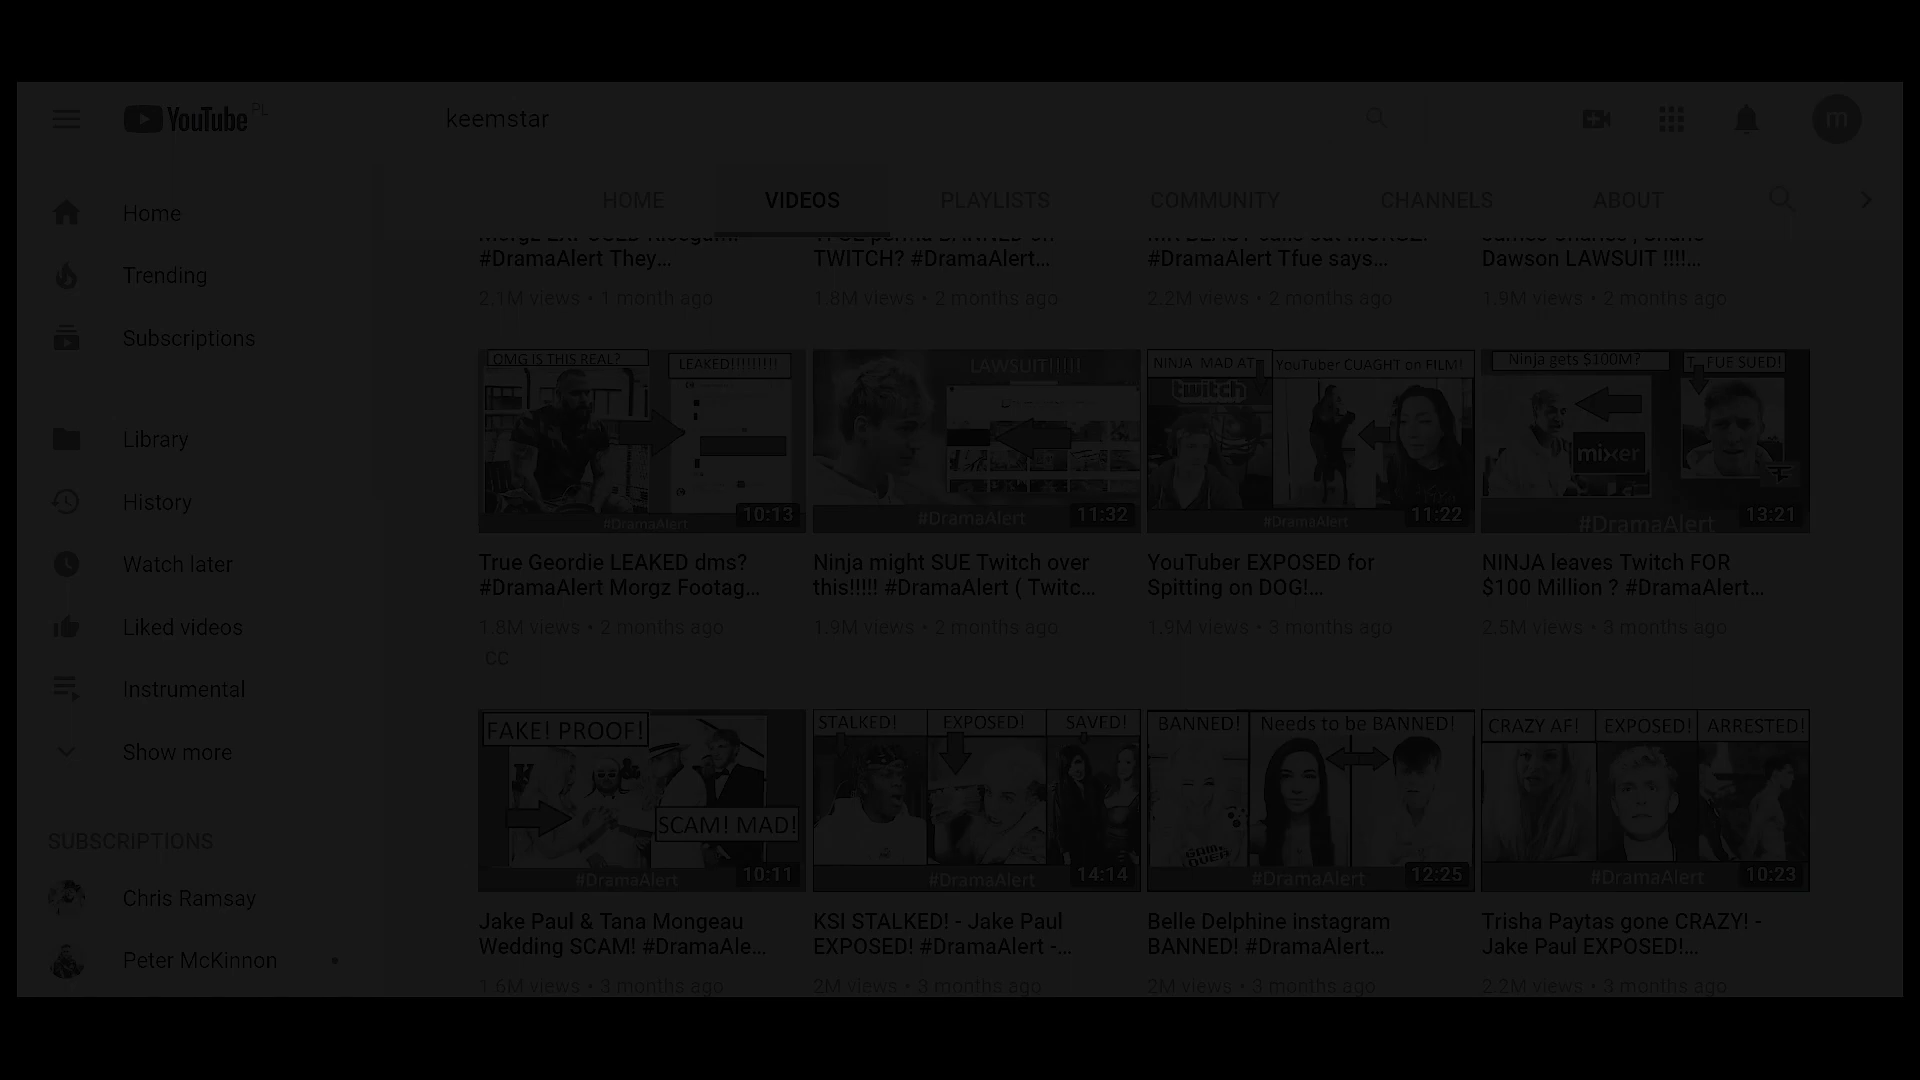 YouTube PL
keemstar
m
HOME VIDEOS PLAYLISTS COMMUNITY CHANNELS ABOUT
Home
Trending
Subscriptions
Library
History
Watch later
Liked videos
Instrumental
Show more
SUBSCRIPTIONS
Chris Ramsay
Peter McKinnon
#DramaAlert They...
2.1M views • 1 month ago
TWITCH? #DramaAlert...
1.8M views • 2 months ago
#DramaAlert Tfue says...
2.2M views • 2 months ago
Dawson LAWSUIT !!!!...
1.9M views • 2 months ago
OMG IS THIS REAL?
LEAKED!!!!!!!!!
#DramaAlert
10:13
True Geordie LEAKED dms?
#DramaAlert Morgz Footag...
1.8M views • 2 months ago
CC
LAWSUIT!!!!!
#DramaAlert
11:32
Ninja might SUE Twitch over
this!!!!! #DramaAlert ( Twitc...
1.9M views • 2 months ago
NINJA MAD AT
YouTuber CUAGHT on FILM!
twitch
#DramaAlert
11:22
YouTuber EXPOSED for
Spitting on DOG!...
1.9M views • 3 months ago
Ninja gets $100M?
T_FUE SUED!
mixer
#DramaAlert
13:21
NINJA leaves Twitch FOR
$100 Million ? #DramaAlert...
2.5M views • 3 months ago
FAKE! PROOF!
SCAM! MAD!
#DramaAlert
10:11
Jake Paul & Tana Mongeau
Wedding SCAM! #DramaAle...
1.6M views • 3 months ago
STALKED! EXPOSED! SAVED!
#DramaAlert
14:14
KSI STALKED! - Jake Paul
EXPOSED! #DramaAlert -...
2M views • 3 months ago
BANNED! Needs to be BANNED!
GAME OVER
#DramaAlert
12:25
Belle Delphine instagram
BANNED! #DramaAlert...
2M views • 3 months ago
CRAZY AF! EXPOSED! ARRESTED!
#DramaAlert
10:23
Trisha Paytas gone CRAZY! -
Jake Paul EXPOSED!...
2.2M views • 3 months ago